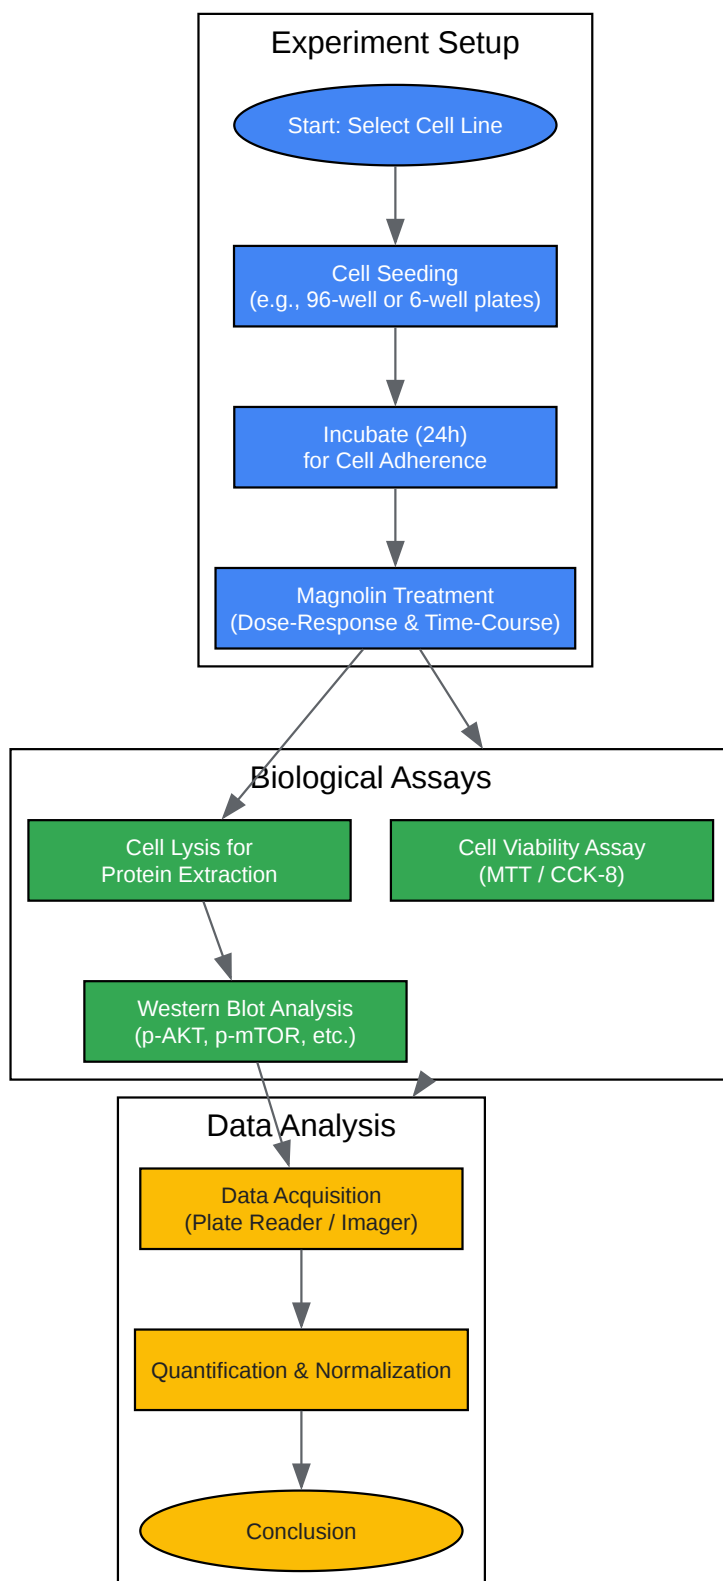 Experiment Setup
Start: Select Cell Line
Cell Seeding
(e.g., 96-well or 6-well plates)
Incubate (24h)
for Cell Adherence
Magnolin Treatment
(Dose-Response & Time-Course)
Biological Assays
Cell Lysis for
Protein Extraction
Cell Viability Assay
(MTT / CCK-8)
Western Blot Analysis
(p-AKT, p-mTOR, etc.)
Data Analysis
Data Acquisition
(Plate Reader / Imager)
Quantification & Normalization
Conclusion